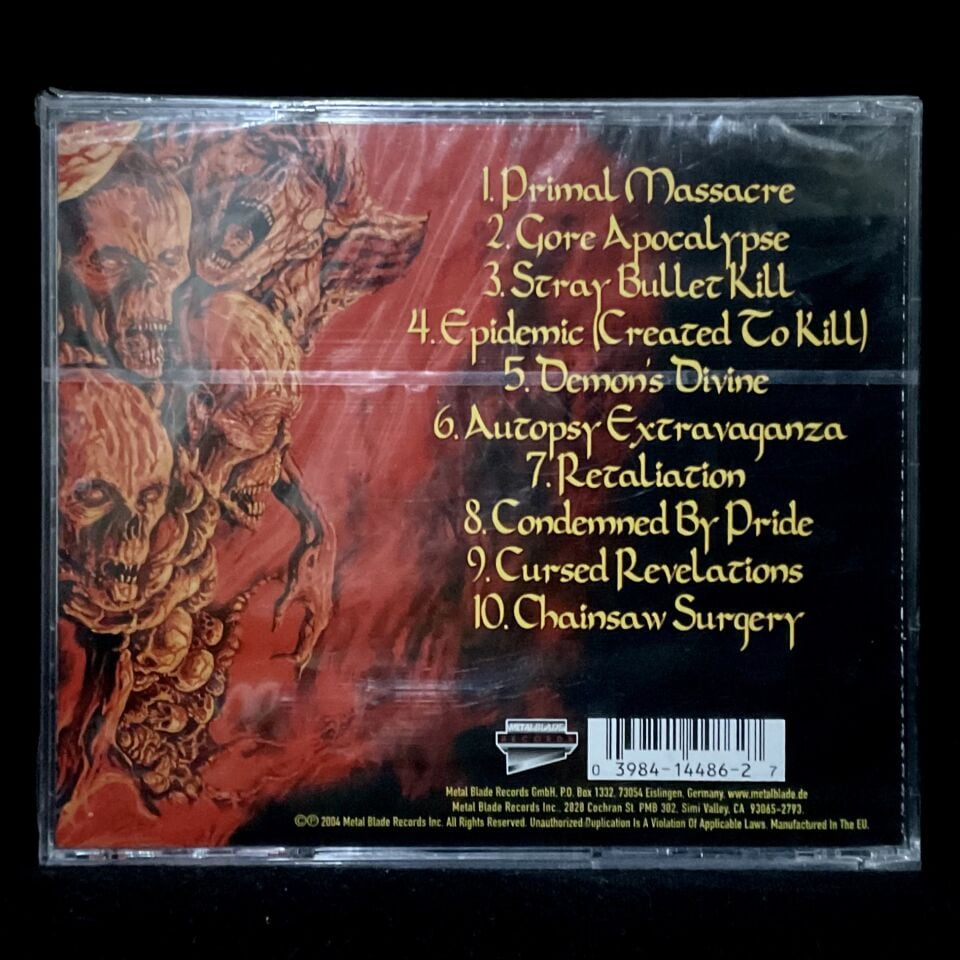 1. Primal Massacre
2. Gore Apocalypse
3. Stray Bullet Kill
4. Epidemic (Created To Kill)
5. Demon's Divine
6. Autopsy Extravaganza
7. Retaliation
8. Condemned By Pride
9. Cursed Revelations
10. Chainsaw Surgery
METAL BLADE
RECORDS
0 3984-14486-2 7
Metal Blade Records GmbH, P.O. Box 1332, 73054 Eislingen, Germany, www.metalblade.de
Metal Blade Records Inc., 2828 Cochran St. PMB 302, Simi Valley, CA 93065-2793.
©℗ 2004 Metal Blade Records Inc. All Rights Reserved. Unauthorized Duplication Is A Violation Of Applicable Laws. Manufactured In The EU.